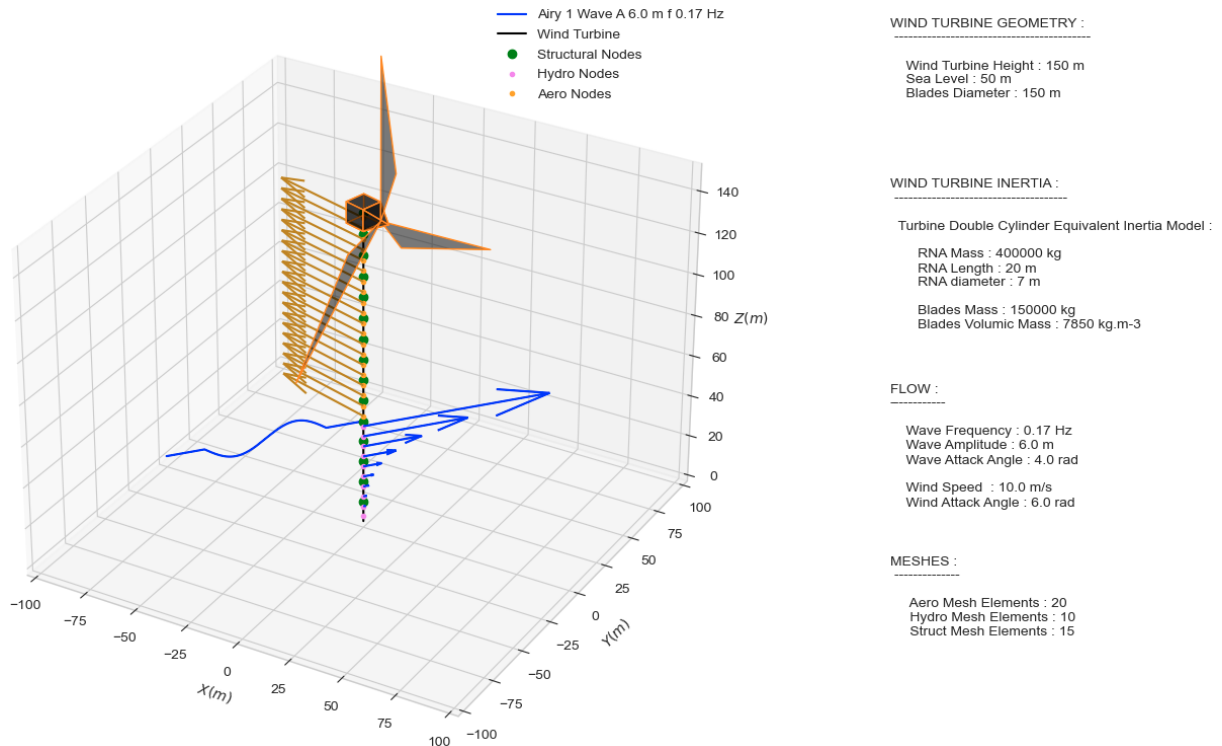 Airy 1 Wave A 6.0 m f 0.17 Hz
Wind Turbine
Structural Nodes
Hydro Nodes
Aero Nodes
140
120
100
80
60
40
20
0
Z(m)
100
75
50
25
0
−25
−50
−75
−100
Y(m)
−100
−75
−50
−25
0
25
50
75
100
X(m)
WIND TURBINE GEOMETRY :
-------------------------------------------
Wind Turbine Height : 150 m
Sea Level : 50 m
Blades Diameter : 150 m
WIND TURBINE INERTIA :
--------------------------------------
Turbine Double Cylinder Equivalent Inertia Model :
RNA Mass : 400000 kg
RNA Length : 20 m
RNA diameter : 7 m
Blades Mass : 150000 kg
Blades Volumic Mass : 7850 kg.m-3
FLOW :
------------
Wave Frequency : 0.17 Hz
Wave Amplitude : 6.0 m
Wave Attack Angle : 4.0 rad
Wind Speed  : 10.0 m/s
Wind Attack Angle : 6.0 rad
MESHES :
--------------
Aero Mesh Elements : 20
Hydro Mesh Elements : 10
Struct Mesh Elements : 15